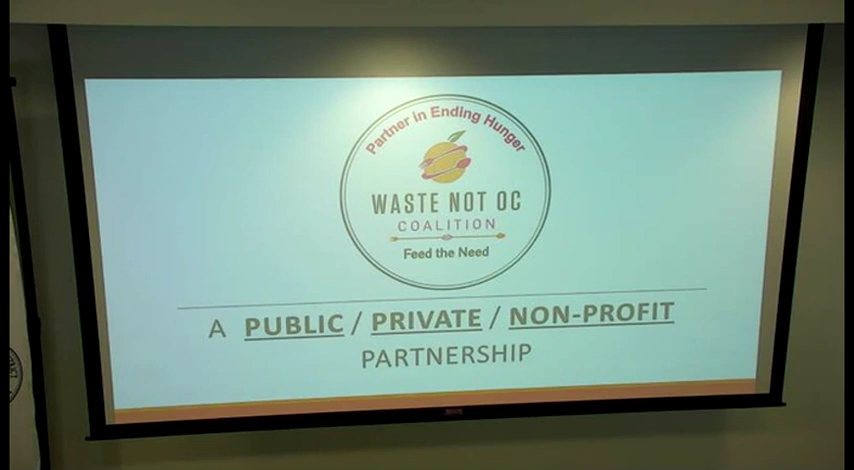 Partner in Ending Hunger
WASTE NOT OC
COALITION
Feed the Need
A PUBLIC / PRIVATE / NON-PROFIT
PARTNERSHIP